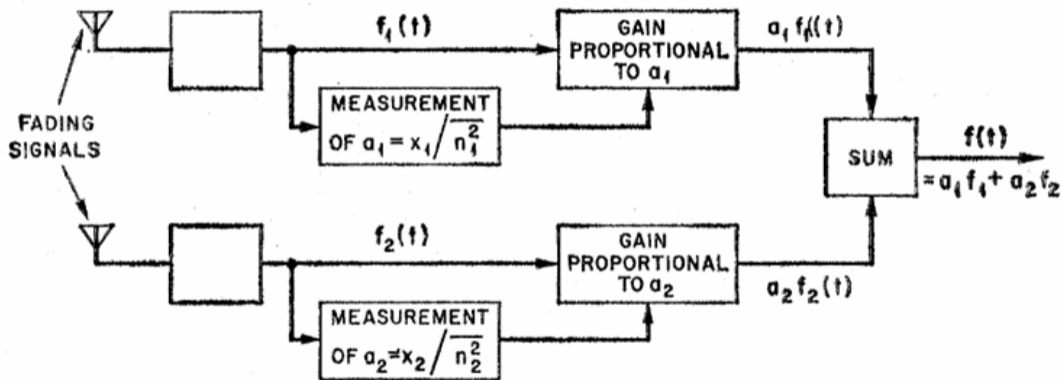 FADING
SIGNALS
f₁(t)
MEASUREMENT
OF a₁ = x₁/n₁²
GAIN
PROPORTIONAL
TO a₁
a₁ f₁(t)
SUM
f(t)
= a₁ f₁ + a₂ f₂
f₂(t)
MEASUREMENT
OF a₂ = x₂/n₂²
GAIN
PROPORTIONAL
TO a₂
a₂ f₂(t)